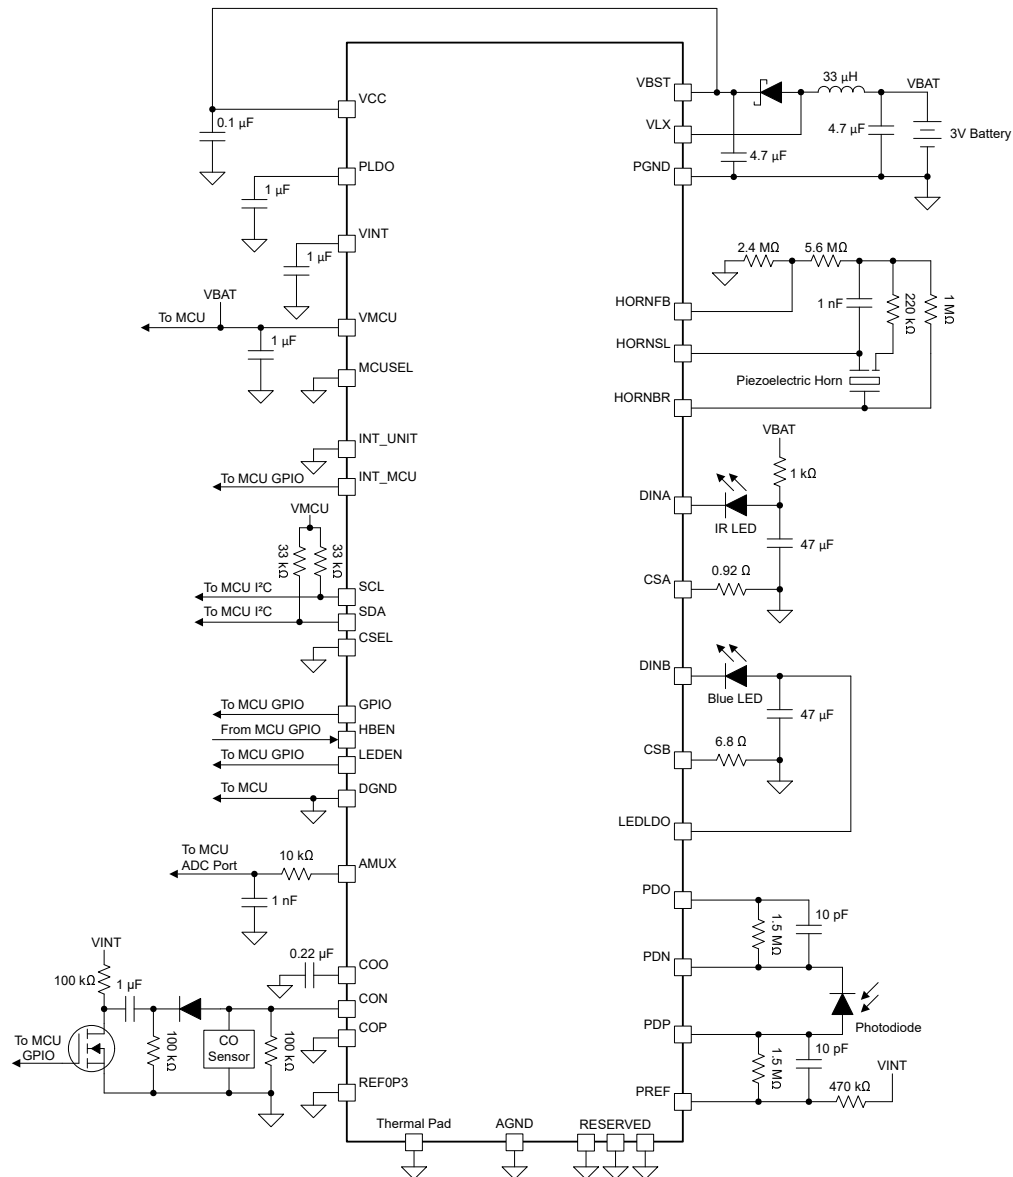 VCC
0.1 µF
PLDO
1 µF
VINT
1 µF
VBAT
To MCU
VMCU
1 µF
MCUSEL
INT_UNIT
To MCU GPIO
INT_MCU
VMCU
33 kΩ
33 kΩ
To MCU I²C
SCL
To MCU I²C
SDA
CSEL
To MCU GPIO
GPIO
From MCU GPIO
HBEN
To MCU GPIO
LEDEN
To MCU
DGND
To MCU
ADC Port
10 kΩ
AMUX
1 nF
VINT
0.22 µF
COO
100 kΩ
1 µF
CON
COP
To MCU
GPIO
100 kΩ
CO
Sensor
100 kΩ
REF0P3
Thermal Pad
AGND
RESERVED
VBST
33 µH
VBAT
VLX
4.7 µF
3V Battery
4.7 µF
PGND
2.4 MΩ
5.6 MΩ
HORNFB
1 nF
220 kΩ
1 MΩ
HORNSL
Piezoelectric Horn
HORNBR
VBAT
1 kΩ
DINA
IR LED
47 µF
CSA
0.92 Ω
DINB
Blue LED
47 µF
CSB
6.8 Ω
LEDLDO
PDO
1.5 MΩ
10 pF
PDN
Photodiode
PDP
1.5 MΩ
10 pF
VINT
PREF
470 kΩ